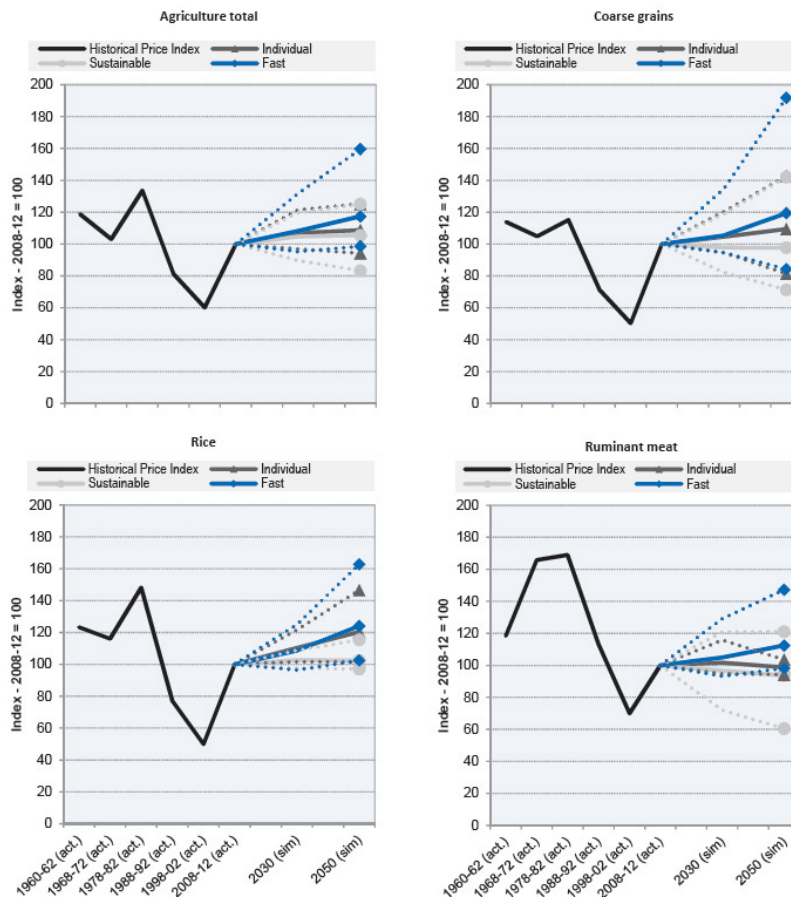 Agriculture total
Historical Price Index Individual
Sustainable Fast
Index - 2008-12 = 100
200
180
160
140
120
100
80
60
40
20
0
Coarse grains
Historical Price Index Individual
Sustainable Fast
Index - 2008-12 = 100
200
180
160
140
120
100
80
60
40
20
0
Rice
Historical Price Index Individual
Sustainable Fast
Index - 2008-12 = 100
200
180
160
140
120
100
80
60
40
20
0
1960-62 (act.)
1968-72 (act.)
1978-82 (act.)
1988-92 (act.)
1998-02 (act.)
2008-12 (act.)
2030 (sim)
2050 (sim)
Ruminant meat
Historical Price Index Individual
Sustainable Fast
Index - 2008-12 = 100
200
180
160
140
120
100
80
60
40
20
0
1960-62 (act.)
1968-72 (act.)
1978-82 (act.)
1988-92 (act.)
1998-02 (act.)
2008-12 (act.)
2030 (sim)
2050 (sim)